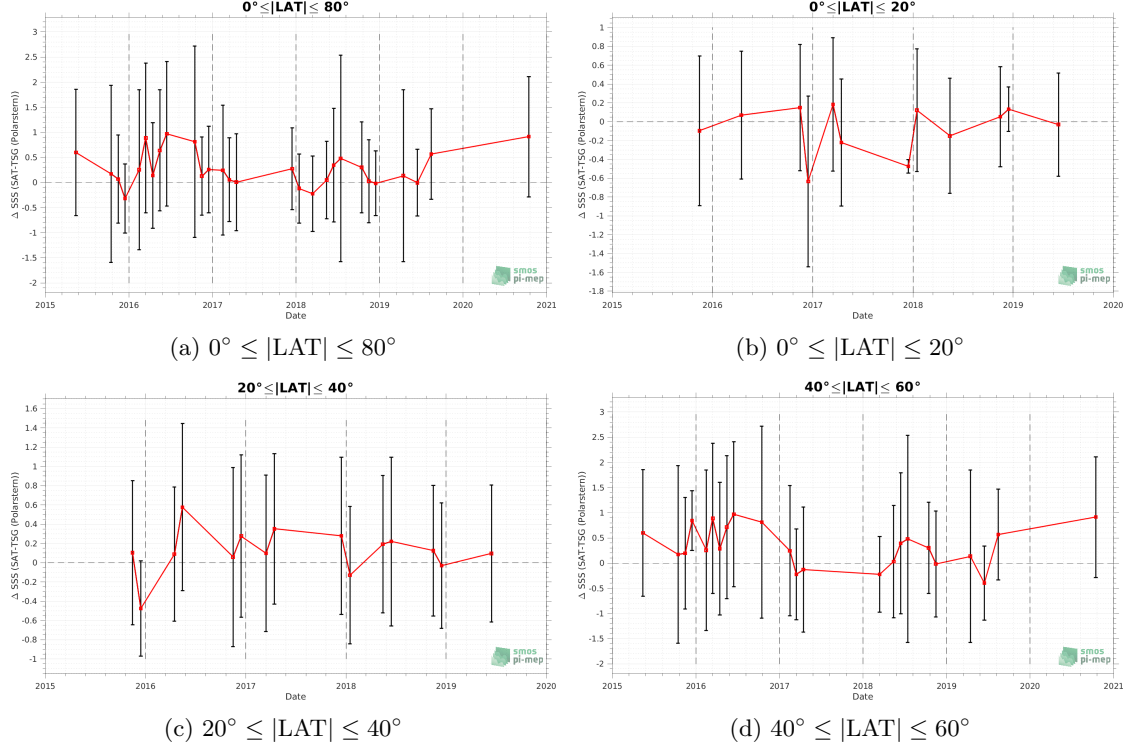 0°≤|LAT|≤ 80°
Δ SSS (SAT-TSG (Polarstern))
3
2.5
2
1.5
1
0.5
0
-0.5
-1
-1.5
-2
2015 2016 2017 2018 2019 2020 2021
Date
smos
pi-mep
(a) 0° ≤ |LAT| ≤ 80°
0°≤|LAT|≤ 20°
Δ SSS (SAT-TSG (Polarstern))
1
0.8
0.6
0.4
0.2
0
-0.2
-0.4
-0.6
-0.8
-1
-1.2
-1.4
-1.6
-1.8
2015 2016 2017 2018 2019 2020
Date
smos
pi-mep
(b) 0° ≤ |LAT| ≤ 20°
20°≤|LAT|≤ 40°
Δ SSS (SAT-TSG (Polarstern))
1.6
1.4
1.2
1
0.8
0.6
0.4
0.2
0
-0.2
-0.4
-0.6
-0.8
-1
2015 2016 2017 2018 2019 2020
Date
smos
pi-mep
(c) 20° ≤ |LAT| ≤ 40°
40°≤|LAT|≤ 60°
Δ SSS (SAT-TSG (Polarstern))
3
2.5
2
1.5
1
0.5
0
-0.5
-1
-1.5
-2
2015 2016 2017 2018 2019 2020 2021
Date
smos
pi-mep
(d) 40° ≤ |LAT| ≤ 60°